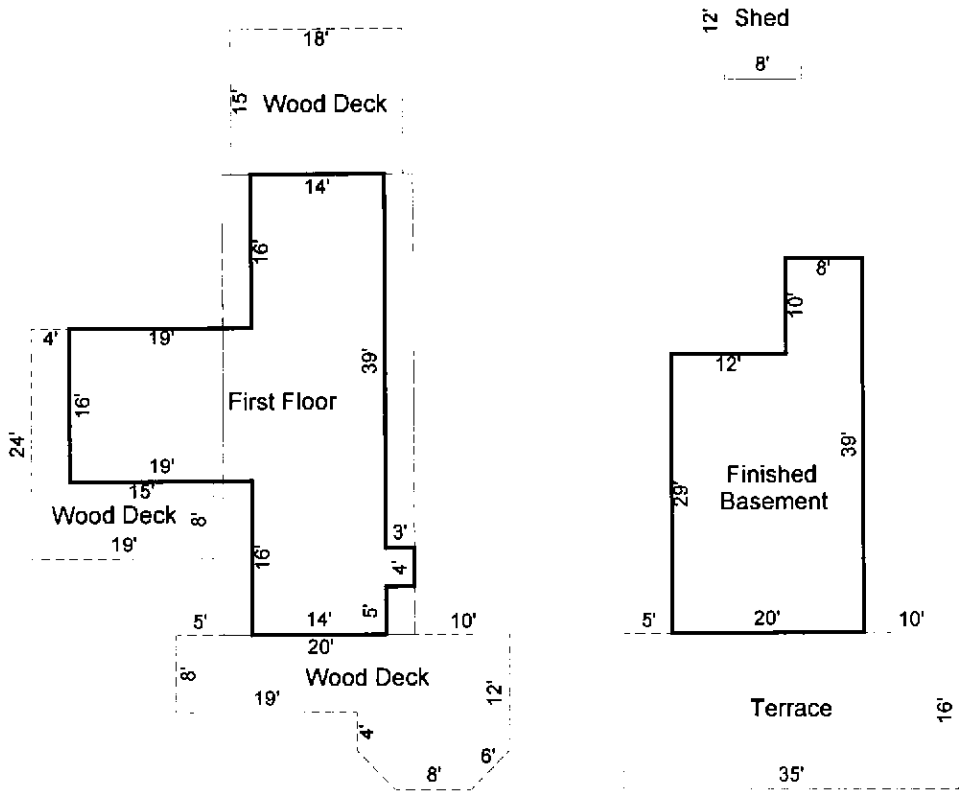 18'
15' Wood Deck
14'
16'
4' 19'
39'
16'
First Floor
24'
19'
15'
Wood Deck 8'
19'
16'
3'
4'
5'
5' 14' 10'
20'
8' Wood Deck
19' 12'
4'
6'
8'
12' Shed
8'
8'
10'
12'
39'
Finished
29' Basement
5' 20' 10'
Terrace 16'
35'